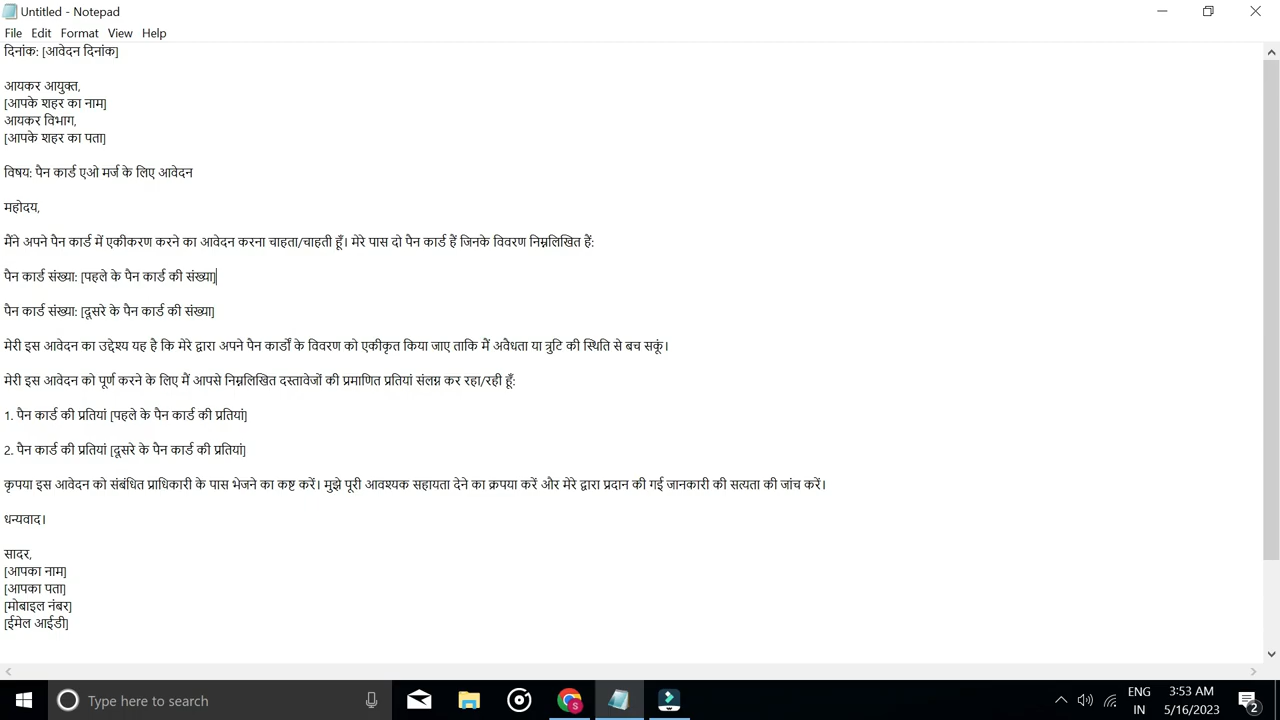 Untitled - Notepad
File Edit Format View Help
दिनांक: [आवेदन दिनांक]
आयकर आयुक्त,
[आपके शहर का नाम]
आयकर विभाग,
[आपके शहर का पता]
विषय: पैन कार्ड एओ मर्ज के लिए आवेदन
महोदय,
मैंने अपने पैन कार्ड में एकीकरण करने का आवेदन करना चाहता/चाहती हूँ। मेरे पास दो पैन कार्ड हैं जिनके विवरण निम्नलिखित हैं:
पैन कार्ड संख्या: [पहले के पैन कार्ड की संख्या]
पैन कार्ड संख्या: [दूसरे के पैन कार्ड की संख्या]
मेरी इस आवेदन का उद्देश्य यह है कि मेरे द्वारा अपने पैन कार्डों के विवरण को एकीकृत किया जाए ताकि मैं अवैधता या त्रुटि की स्थिति से बच सकूं।
मेरी इस आवेदन को पूर्ण करने के लिए मैं आपसे निम्नलिखित दस्तावेजों की प्रमाणित प्रतियां संलग्न कर रहा/रही हूँ:
1. पैन कार्ड की प्रतियां [पहले के पैन कार्ड की प्रतियां]
2. पैन कार्ड की प्रतियां [दूसरे के पैन कार्ड की प्रतियां]
कृपया इस आवेदन को संबंधित प्राधिकारी के पास भेजने का कष्ट करें। मुझे पूरी आवश्यक सहायता देने का क्रपया करें और मेरे द्वारा प्रदान की गई जानकारी की सत्यता की जांच करें।
धन्यवाद।
सादर,
[आपका नाम]
[आपका पता]
[मोबाइल नंबर]
[ईमेल आईडी]
Type here to search
ENG
IN
3:53 AM
5/16/2023
2